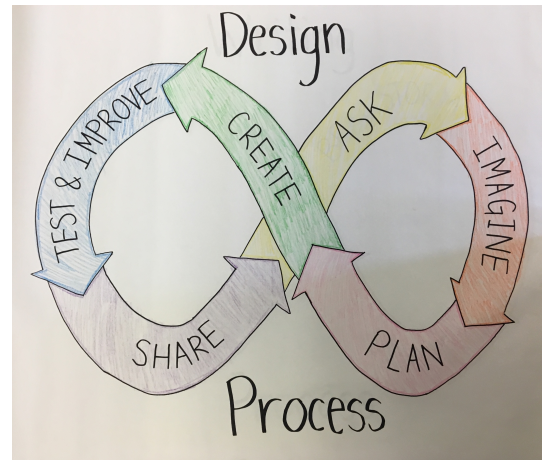 Design
ASK
IMAGINE
PLAN
CREATE
TEST & IMPROVE
SHARE
Process